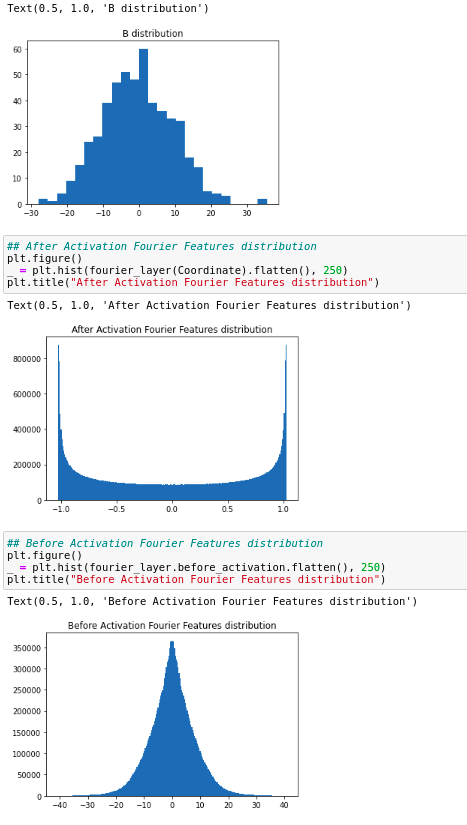 Text(0.5, 1.0, 'B distribution')
B distribution
60
50
40
30
20
10
0
−30 −20 −10 0 10 20 30
## After Activation Fourier Features distribution
plt.figure()
_ = plt.hist(fourier_layer(Coordinate).flatten(), 250)
plt.title("After Activation Fourier Features distribution")
Text(0.5, 1.0, 'After Activation Fourier Features distribution')
After Activation Fourier Features distribution
800000
600000
400000
200000
0
−1.0 −0.5 0.0 0.5 1.0
## Before Activation Fourier Features distribution
plt.figure()
_ = plt.hist(fourier_layer.before_activation.flatten(), 250)
plt.title("Before Activation Fourier Features distribution")
Text(0.5, 1.0, 'Before Activation Fourier Features distribution')
Before Activation Fourier Features distribution
350000
300000
250000
200000
150000
100000
50000
0
−40 −30 −20 −10 0 10 20 30 40